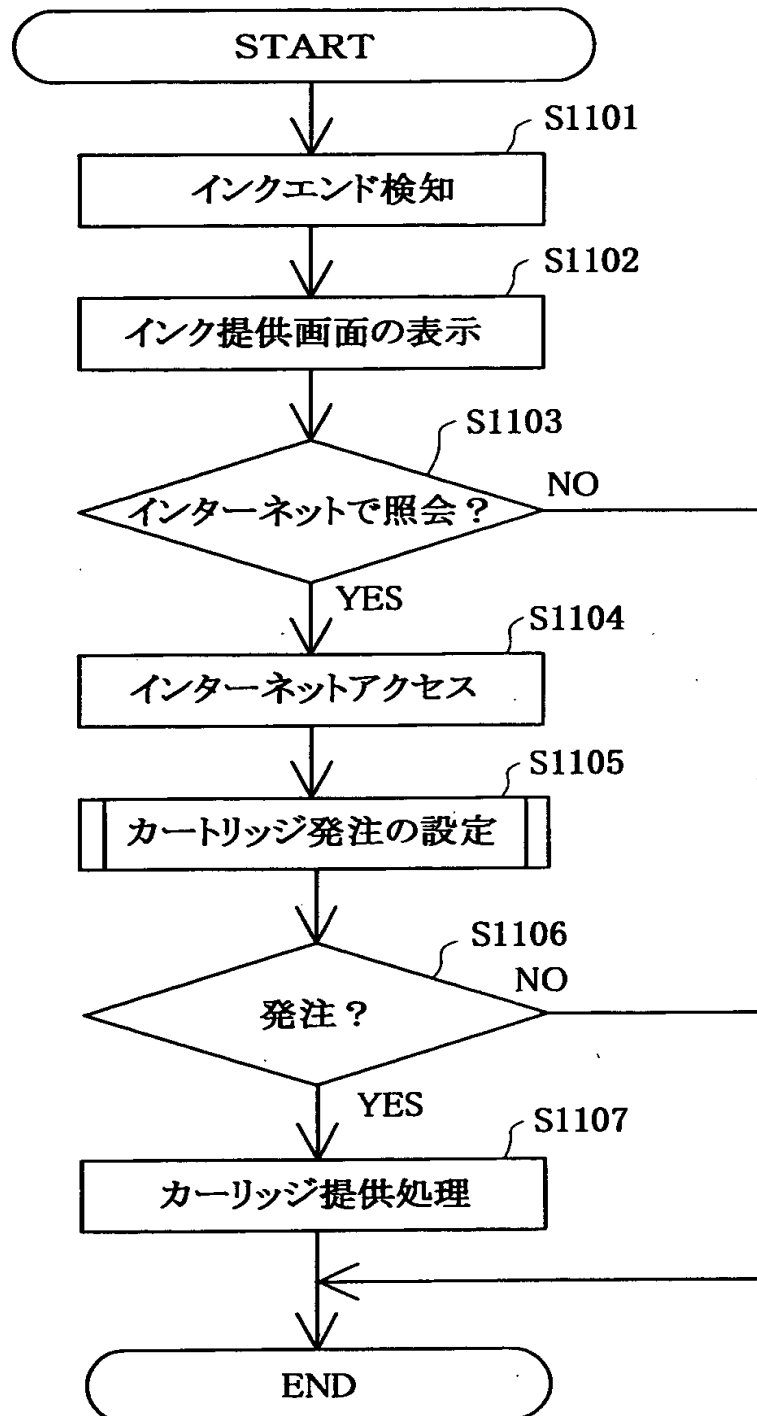 START
S1101
インクエンド検知
S1102
インク提供画面の表示
S1103
インターネットで照会?
NO
YES
S1104
インターネットアクセス
S1105
カートリッジ発注の設定
S1106
発注?
NO
YES
S1107
カーリッジ提供処理
END